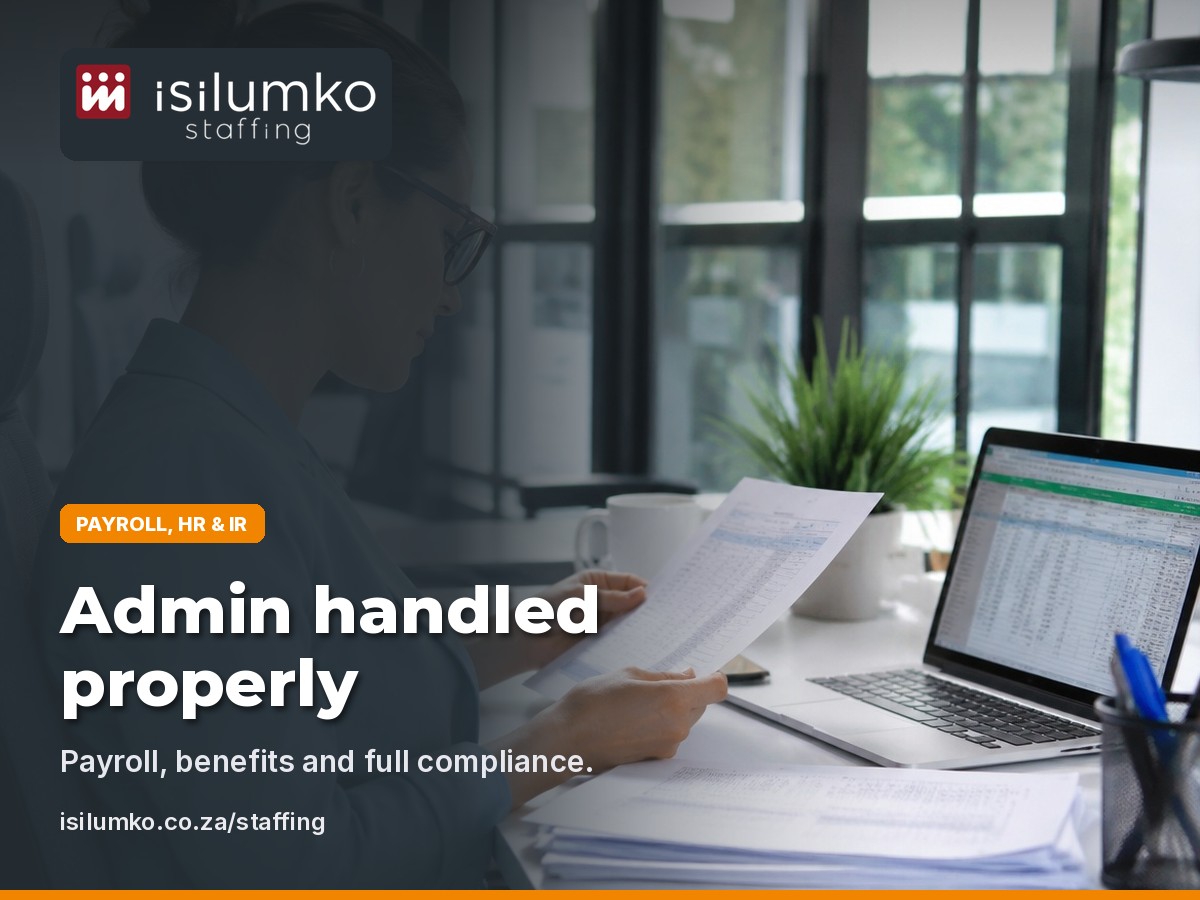 isilumko
staffing
PAYROLL, HR & IR
Admin handled
properly
Payroll, benefits and full compliance.
isilumko.co.za/staffing